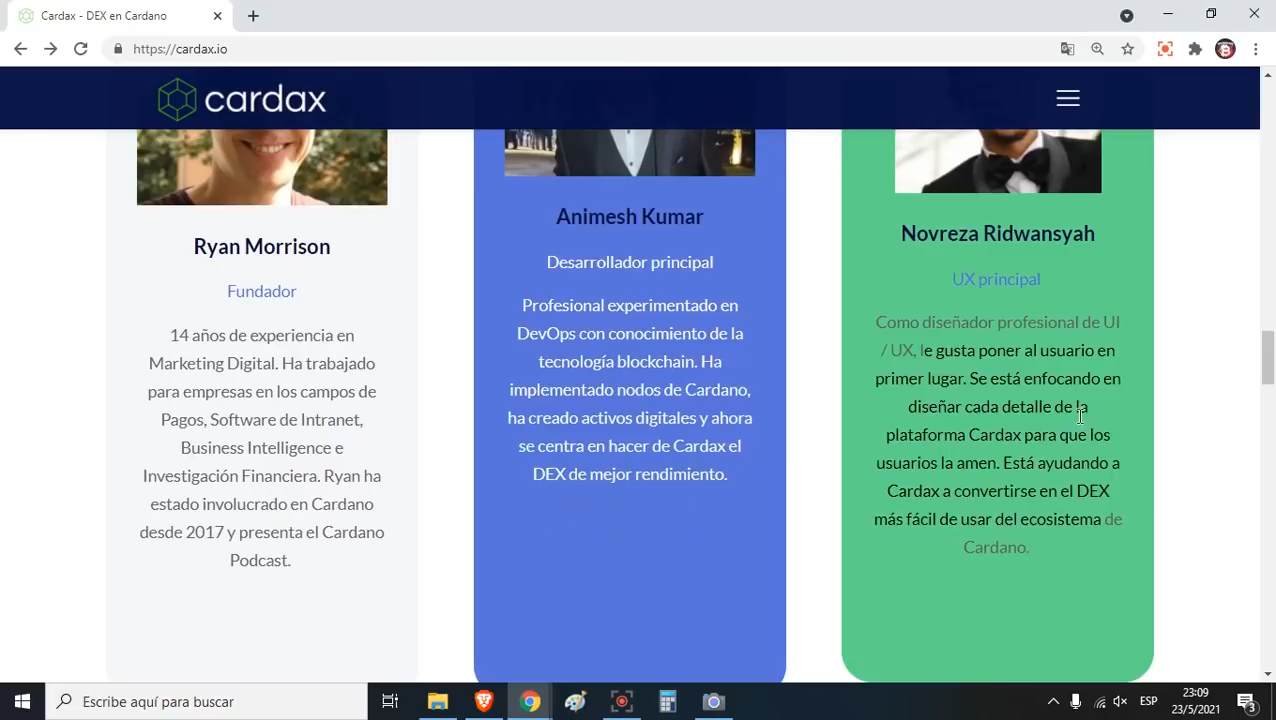 Cardax - DEX en Cardano
https://cardax.io
cardax
Ryan Morrison
Fundador
14 años de experiencia en
Marketing Digital. Ha trabajado
para empresas en los campos de
Pagos, Software de Intranet,
Business Intelligence e
Investigación Financiera. Ryan ha
estado involucrado en Cardano
desde 2017 y presenta el Cardano
Podcast.
Animesh Kumar
Desarrollador principal
Profesional experimentado en
DevOps con conocimiento de la
tecnología blockchain. Ha
implementado nodos de Cardano,
ha creado activos digitales y ahora
se centra en hacer de Cardax el
DEX de mejor rendimiento.
Novreza Ridwansyah
UX principal
Como diseñador profesional de UI
/ UX, le gusta poner al usuario en
primer lugar. Se está enfocando en
diseñar cada detalle de la
plataforma Cardax para que los
usuarios la amen. Está ayudando a
Cardax a convertirse en el DEX
más fácil de usar del ecosistema de
Cardano.
Escribe aquí para buscar
ESP
23:09
23/5/2021
3